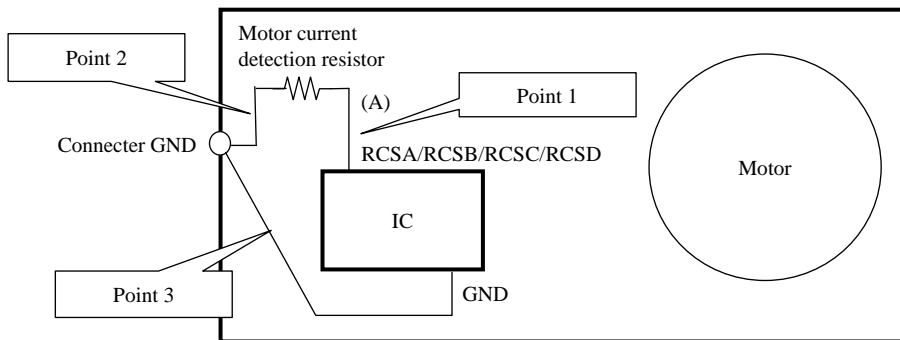 Motor current
detection resistor
Point 2
Point 1
(A)
Connecter GND
RCSA/RCSB/RCSC/RCSD
Motor
IC
Point 3
GND